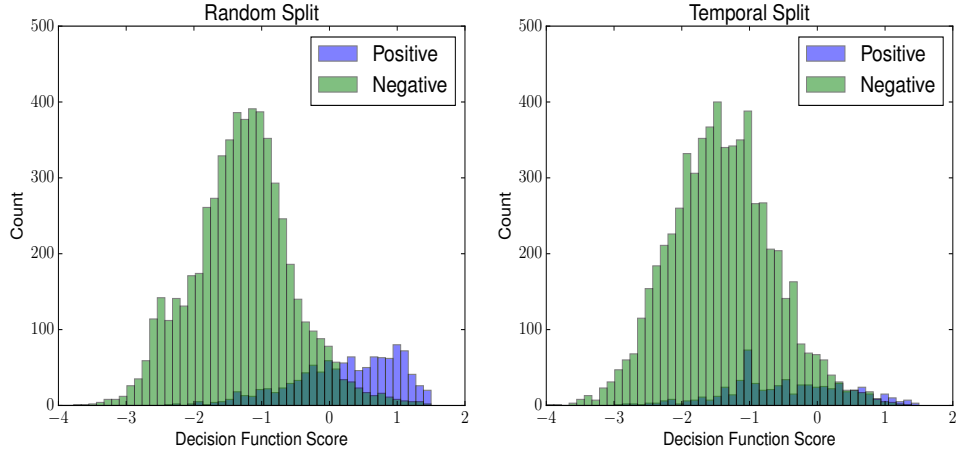 Random Split
500
400
300
200
100
0
Count
Positive
Negative
−4 −3 −2 −1 0 1 2
Decision Function Score
Temporal Split
500
400
300
200
100
0
Count
Positive
Negative
−4 −3 −2 −1 0 1 2
Decision Function Score